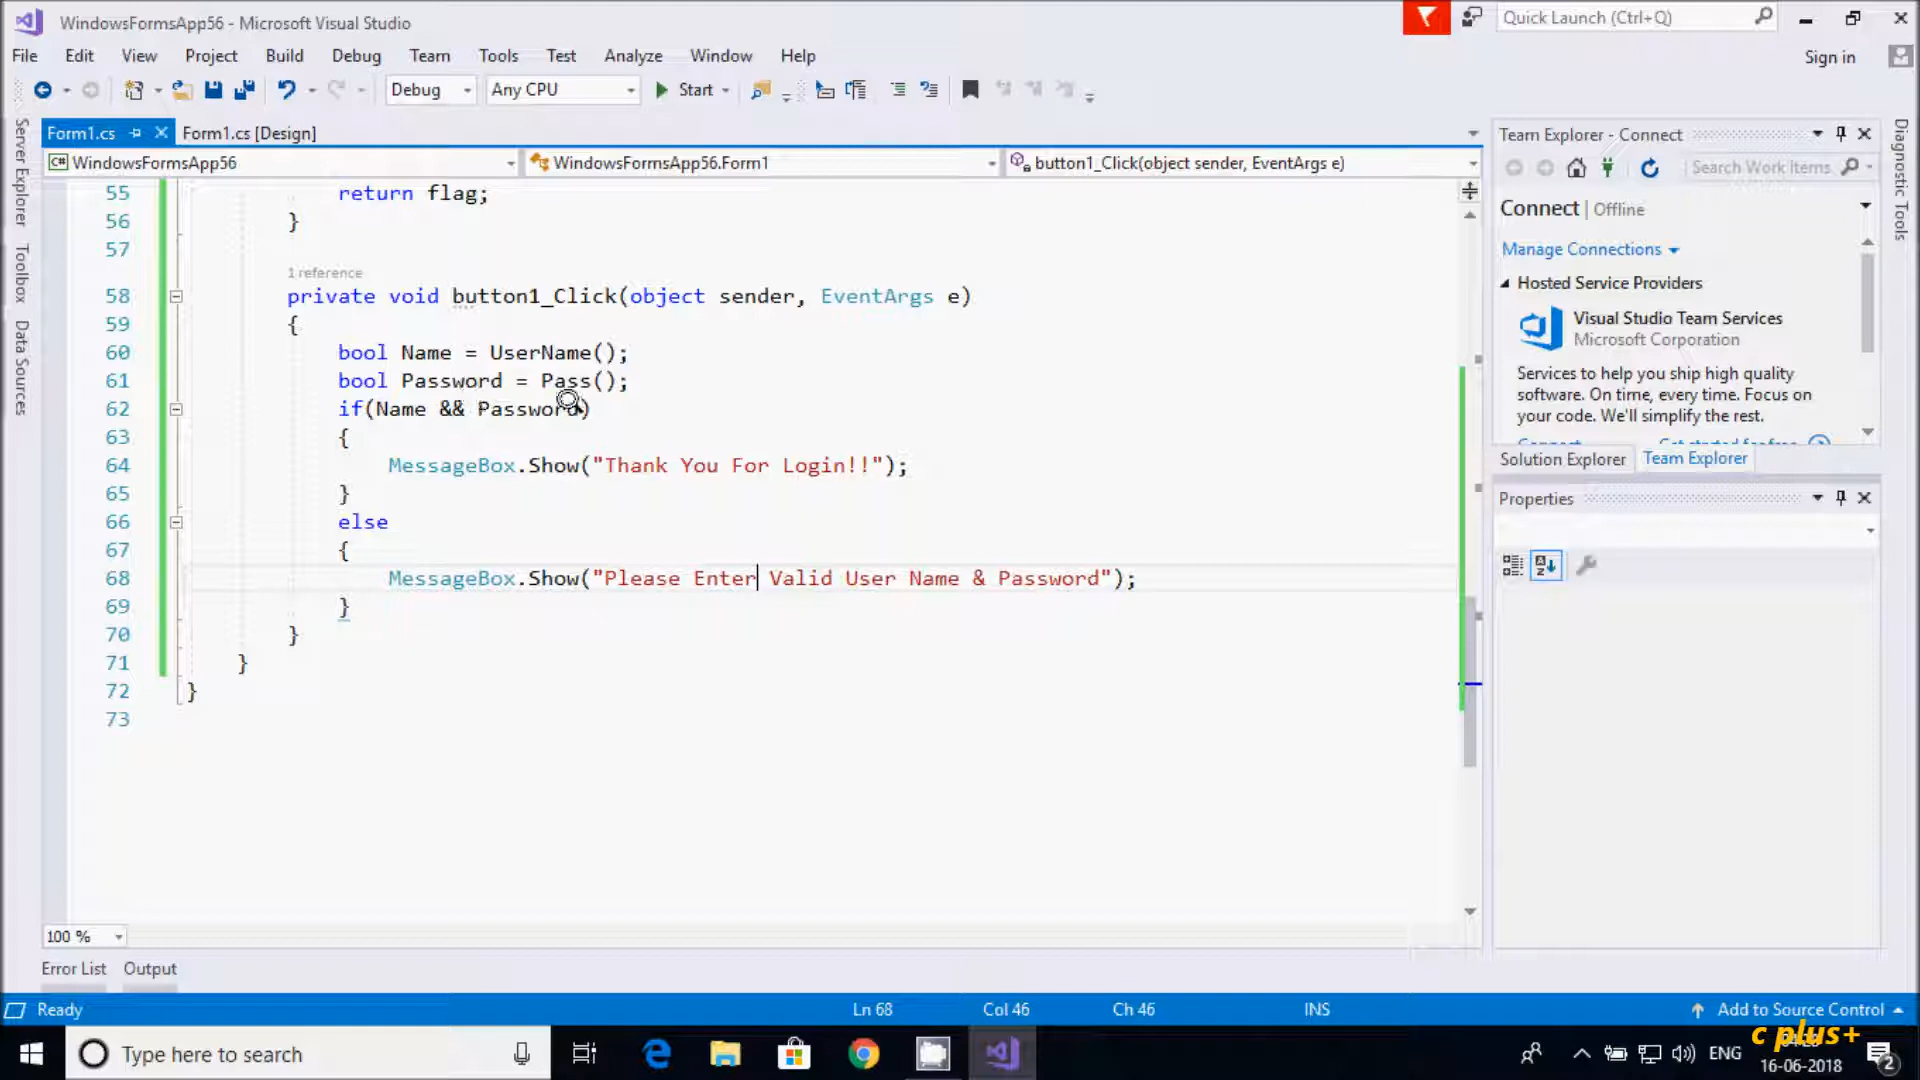 WindowsFormsApp56 - Microsoft Visual Studio
Quick Launch (Ctrl+Q)
File Edit View Project Build Debug Team Tools Test Analyze Window Help
Sign in
Debug Any CPU Start
Form1.cs Form1.cs [Design]
WindowsFormsApp56 WindowsFormsApp56.Form1 button1_Click(object sender, EventArgs e)
Server Explorer
Toolbox
Data Sources
55 return flag;
56 }
57
1 reference
58 private void button1_Click(object sender, EventArgs e)
59 {
60 bool Name = UserName();
61 bool Password = Pass();
62 if(Name && Password)
63 {
64 MessageBox.Show("Thank You For Login!!");
65 }
66 else
67 {
68 MessageBox.Show("Please Enter Valid User Name & Password");
69 }
70 }
71 }
72 }
73
100 %
Error List Output
Team Explorer - Connect
Search Work Items
Connect | Offline
Manage Connections
Hosted Service Providers
Visual Studio Team Services
Microsoft Corporation
Services to help you ship high quality
software. On time, every time. Focus on
your code. We'll simplify the rest.
Solution Explorer Team Explorer
Properties
Diagnostic Tools
Ready Ln 68 Col 46 Ch 46 INS Add to Source Control
c plus+
Type here to search
ENG
16-06-2018
2